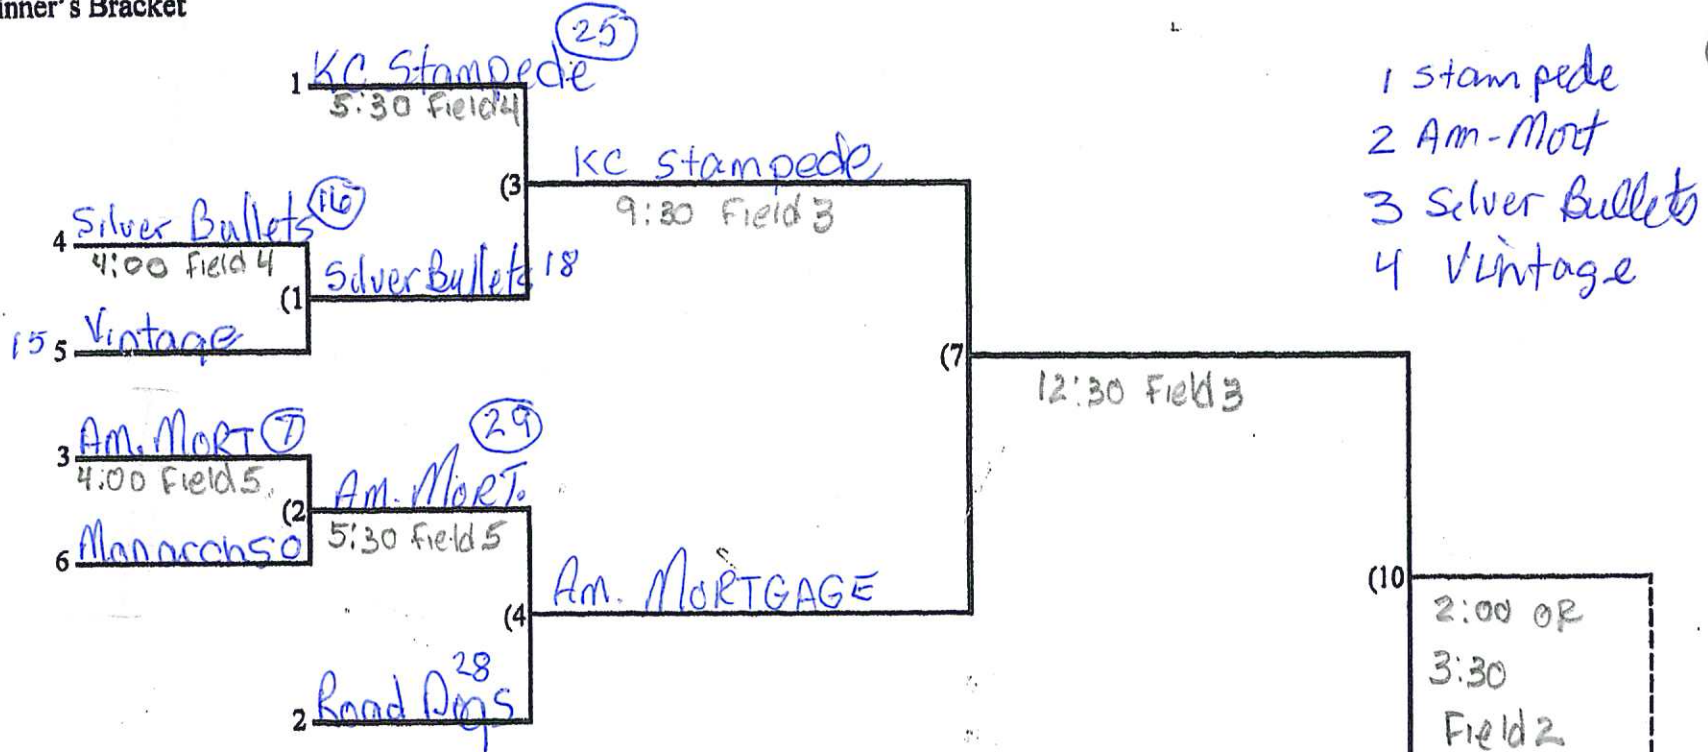 inner's Bracket
25
1 KC Stampede
5:30 Field 4
(3 KC Stampede
9:30 Field 3
4 Silver Bullets 16
4:00 Field 4
(1 Silver Bullets 18
15 5 Vintage
(7
12:30 Field 3
3 Am. MORT 7
4:00 Field 5
29
(2 Am. MORT.
5:30 Field 5
6
(4 Am. MORTGAGE
28
2 Road Dogs
(10
2:00 OR
3:30
Field 2
1 Stampede
2 Am-Mort
3 Silver Bullets
4 Vintage